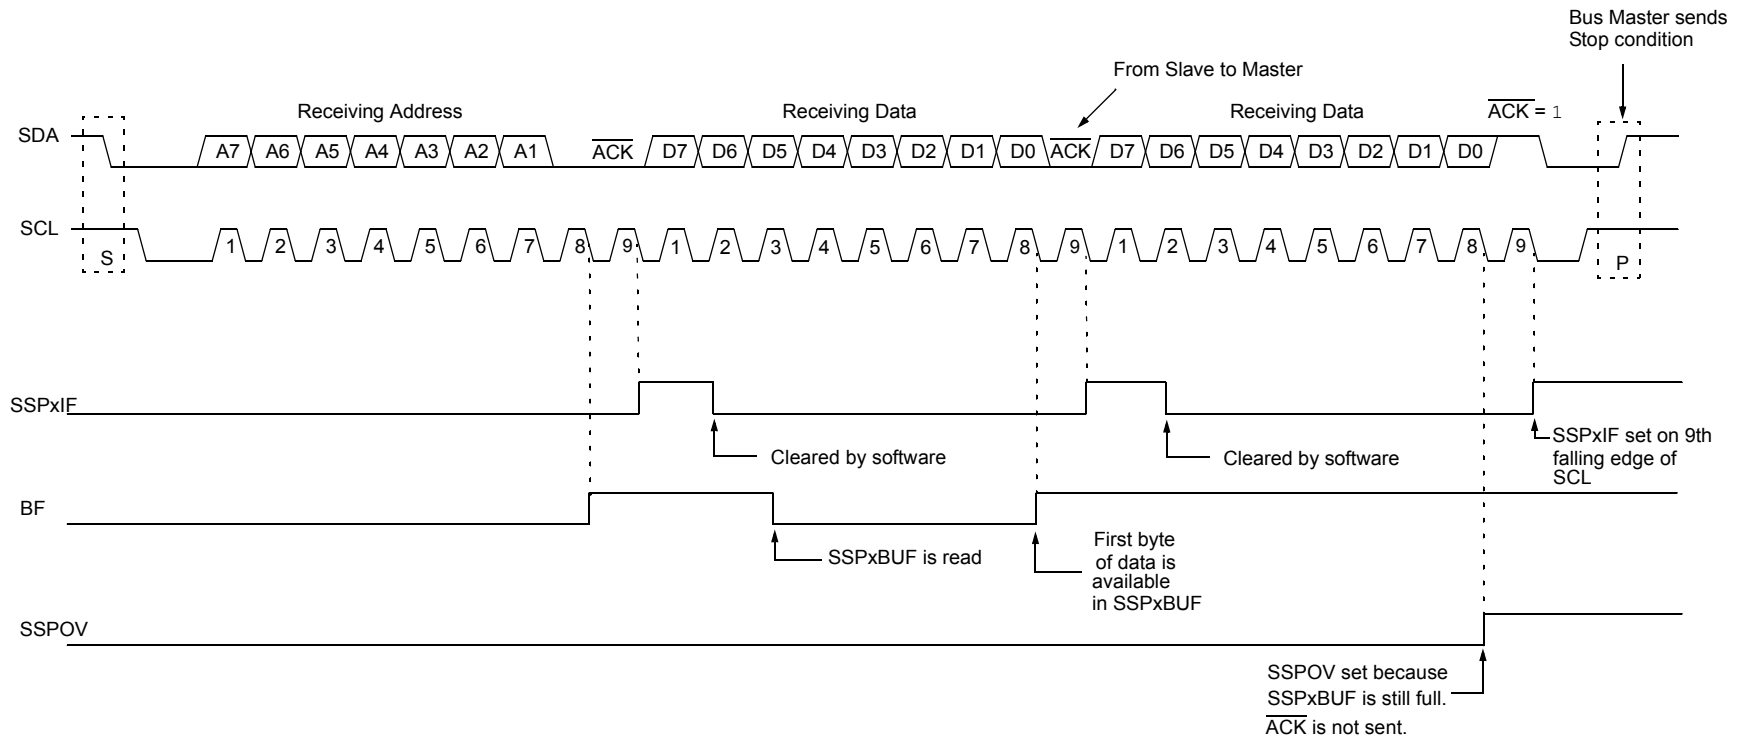 Bus Master sends
Stop condition
From Slave to Master
Receiving Address
Receiving Data
Receiving Data
ACK = 1
SDA
A7 A6 A5 A4 A3 A2 A1 ACK D7 D6 D5 D4 D3 D2 D1 D0 ACK D7 D6 D5 D4 D3 D2 D1 D0
SCL
S
1 2 3 4 5 6 7 8 9 1 2 3 4 5 6 7 8 9 1 2 3 4 5 6 7 8 9
P
SSPxIF
Cleared by software
Cleared by software
SSPxIF set on 9th
falling edge of
SCL
BF
SSPxBUF is read
First byte
of data is
available
in SSPxBUF
SSPOV
SSPOV set because
SSPxBUF is still full.
ACK is not sent.